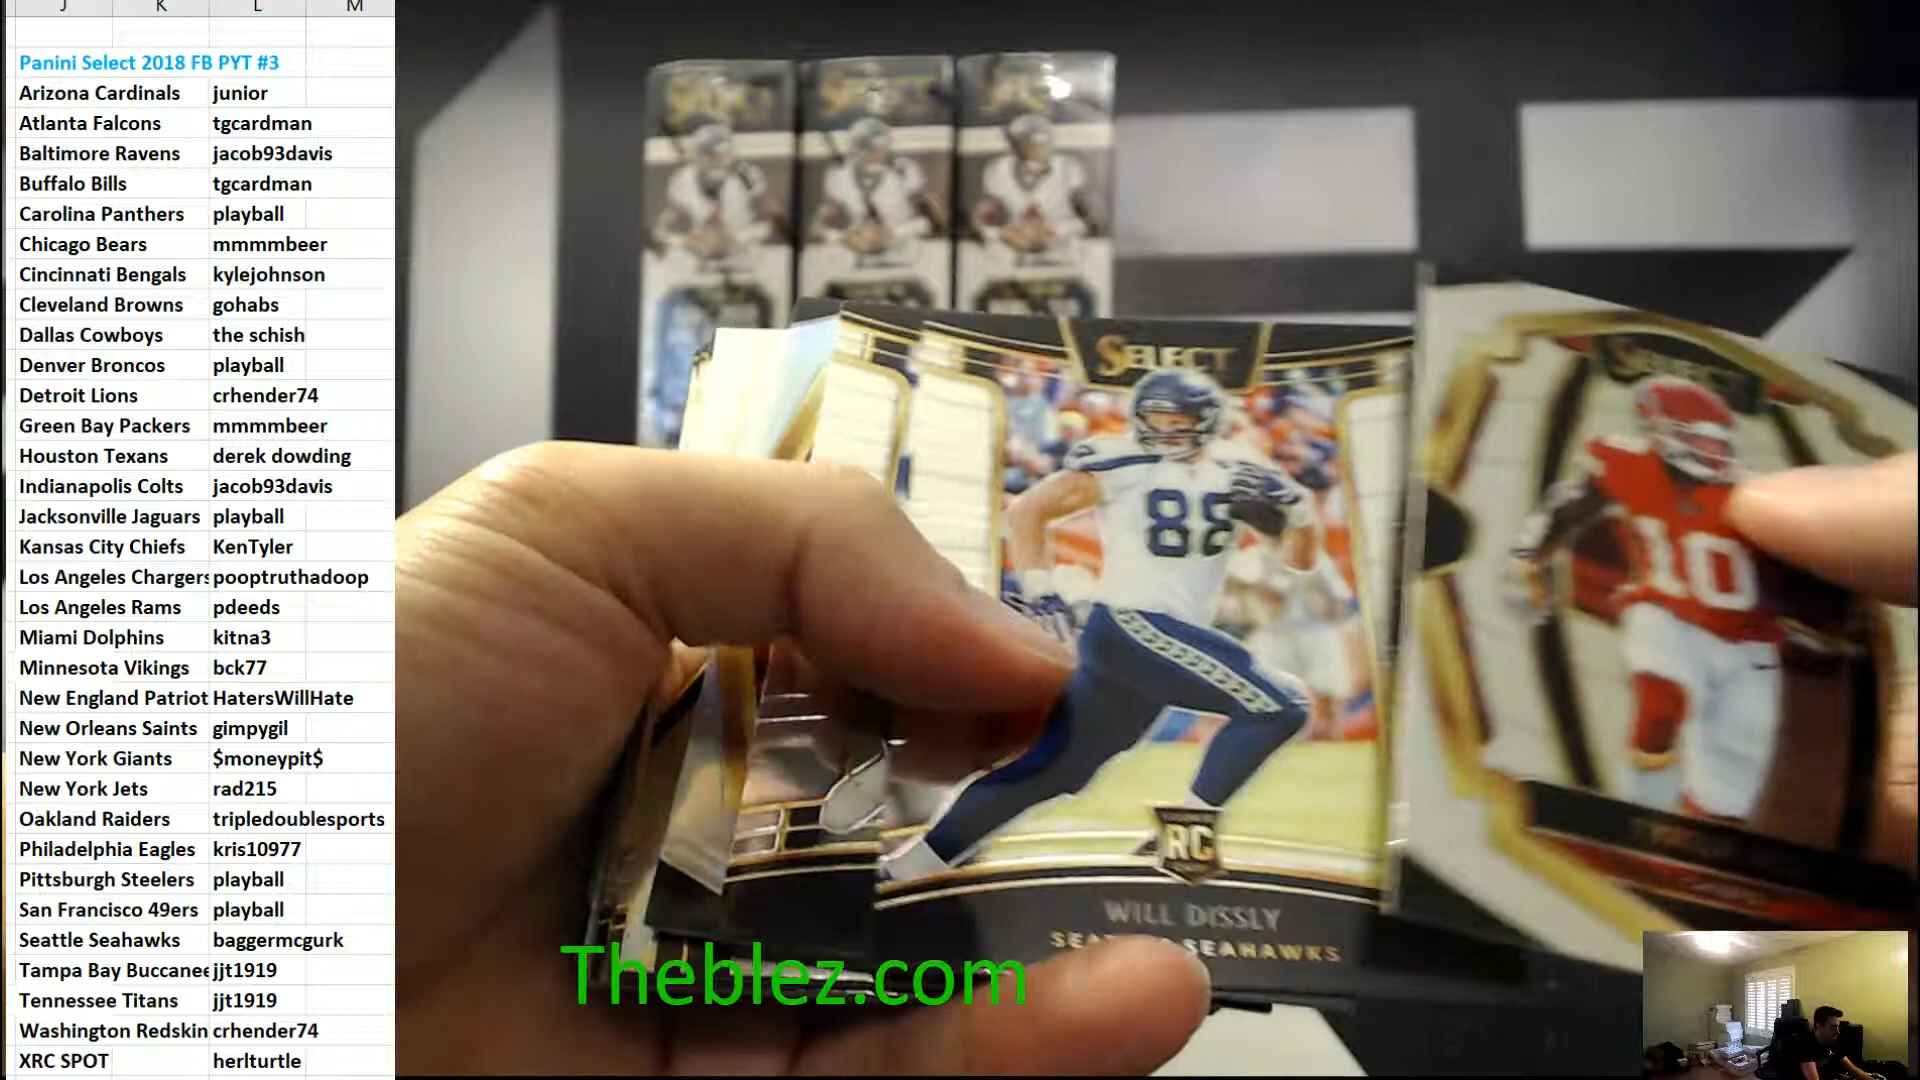 J K L M
Panini Select 2018 FB PYT #3
Arizona Cardinals junior
Atlanta Falcons tgcardman
Baltimore Ravens jacob93davis
Buffalo Bills tgcardman
Carolina Panthers playball
Chicago Bears mmmmbeer
Cincinnati Bengals kylejohnson
Cleveland Browns gohabs
Dallas Cowboys the schish
Denver Broncos playball
Detroit Lions crhender74
Green Bay Packers mmmmbeer
Houston Texans derek dowding
Indianapolis Colts jacob93davis
Jacksonville Jaguars playball
Kansas City Chiefs KenTyler
Los Angeles Chargers pooptruthadoop
Los Angeles Rams pdeeds
Miami Dolphins kitna3
Minnesota Vikings bck77
New England Patriot HatersWillHate
New Orleans Saints gimpygil
New York Giants $moneypit$
New York Jets rad215
Oakland Raiders tripledoublesports
Philadelphia Eagles kris10977
Pittsburgh Steelers playball
San Francisco 49ers playball
Seattle Seahawks baggermcgurk
Tampa Bay Buccanee jjt1919
Tennessee Titans jjt1919
Washington Redskin crhender74
XRC SPOT herlturtle
SELECT
SELECT
SELECT
SELECT
SELECT
88
10
RC
WILL DISSLY
SEAHAWKS
Theblez.com